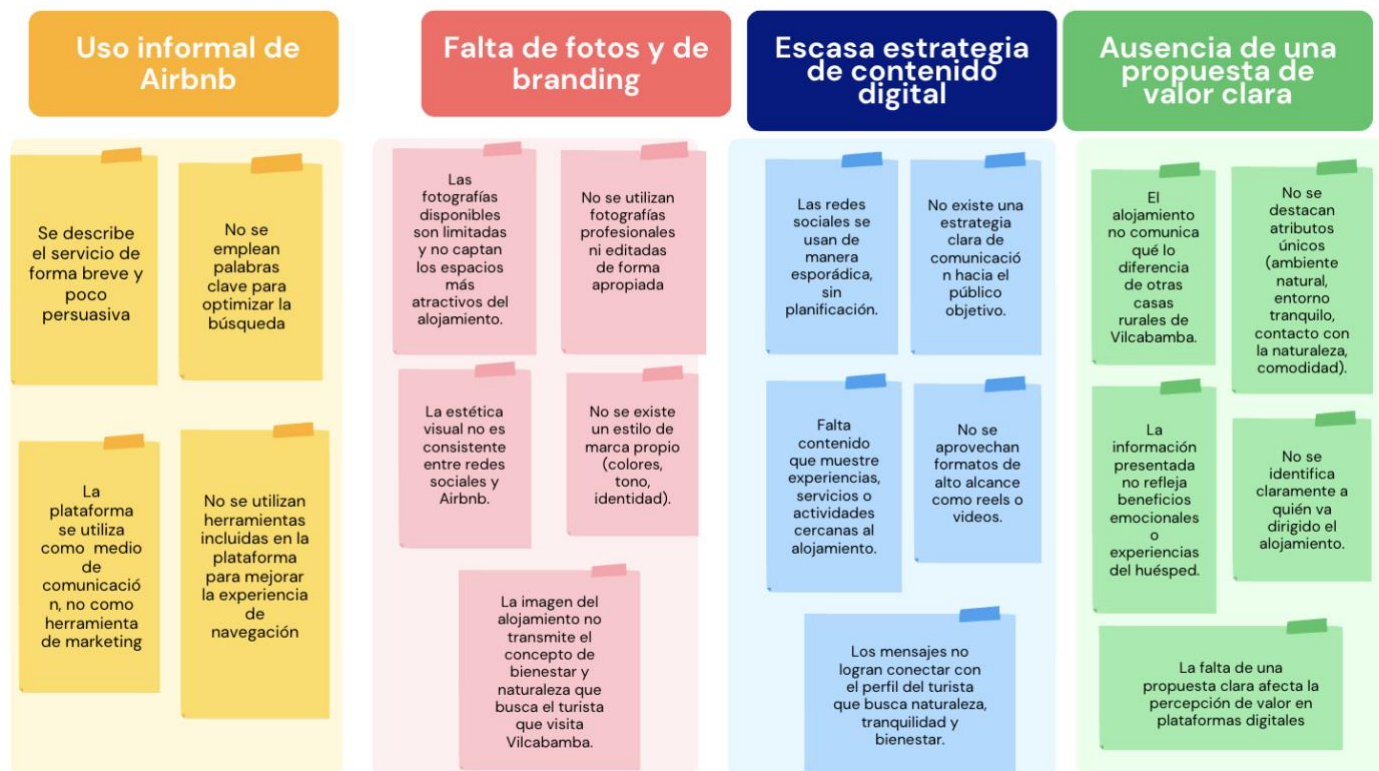 Uso informal de
Airbnb
Se describe
el servicio de
forma breve y
poco
persuasiva
No se
emplean
palabras
clave para
optimizar la
búsqueda
La
plataforma
se utiliza
como medio
de
comunicació
n, no como
herramienta
de marketing
No se utilizan
herramientas
incluidas en la
plataforma
para mejorar
la experiencia
de
navegación
Falta de fotos y de
branding
Las
fotografías
disponibles
son limitadas
y no captan
los espacios
más
atractivos del
alojamiento.
No se utilizan
fotografías
profesionales
ni editadas
de forma
apropiada
La estética
visual no es
consistente
entre redes
sociales y
Airbnb.
No se existe
un estilo de
marca propio
(colores,
tono,
identidad).
La imagen del
alojamiento no
transmite el
concepto de
bienestar y
naturaleza que
busca el turista
que visita
Vilcabamba.
Escasa estrategia
de contenido
digital
Las redes
sociales se
usan de
manera
esporádica,
sin
planificación.
No existe una
estrategia
clara de
comunicació
n hacia el
público
objetivo.
Falta
contenido
que muestre
experiencias,
servicios o
actividades
cercanas al
alojamiento.
No se
aprovechan
formatos de
alto alcance
como reels o
videos.
Los mensajes no
logran conectar con
el perfil del turista
que busca naturaleza,
tranquilidad y
bienestar.
Ausencia de una
propuesta de
valor clara
El
alojamiento
no comunica
qué lo
diferencia
de otras
casas
rurales de
Vilcabamba.
No se
destacan
atributos
únicos
(ambiente
natural,
entorno
tranquilo,
contacto con
la naturaleza,
comodidad).
La
información
presentada
no refleja
beneficios
emocionales
o
experiencias
del huésped.
No se
identifica
claramente a
quién va
dirigido el
alojamiento.
La falta de una
propuesta clara afecta la
percepción de valor en
plataformas digitales